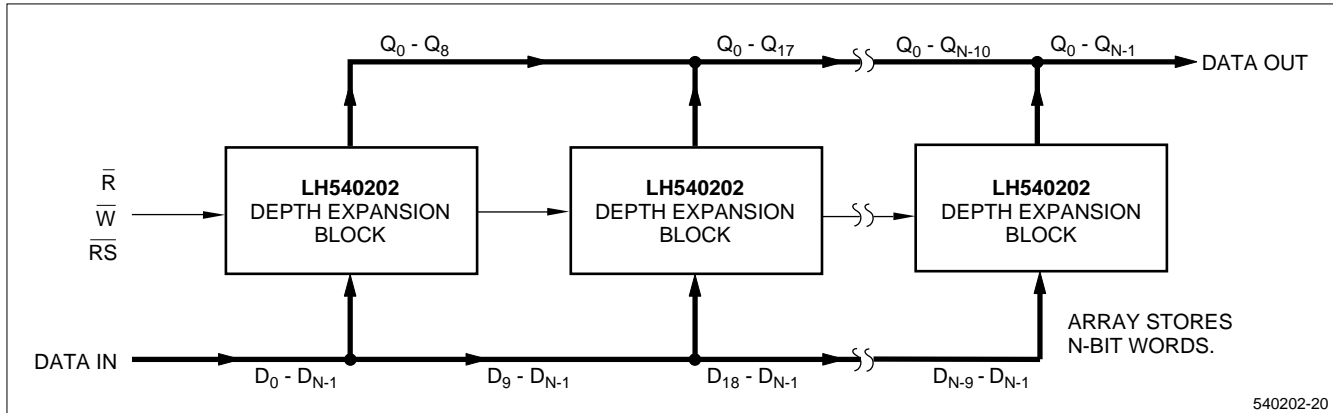 Q0 - Q8
Q0 - Q17
Q0 - QN-10
Q0 - QN-1
DATA OUT
R̅
W̅
R̅S̅
LH540202
DEPTH EXPANSION
BLOCK
LH540202
DEPTH EXPANSION
BLOCK
LH540202
DEPTH EXPANSION
BLOCK
ARRAY STORES
N-BIT WORDS.
DATA IN
D0 - DN-1
D9 - DN-1
D18 - DN-1
DN-9 - DN-1
540202-20